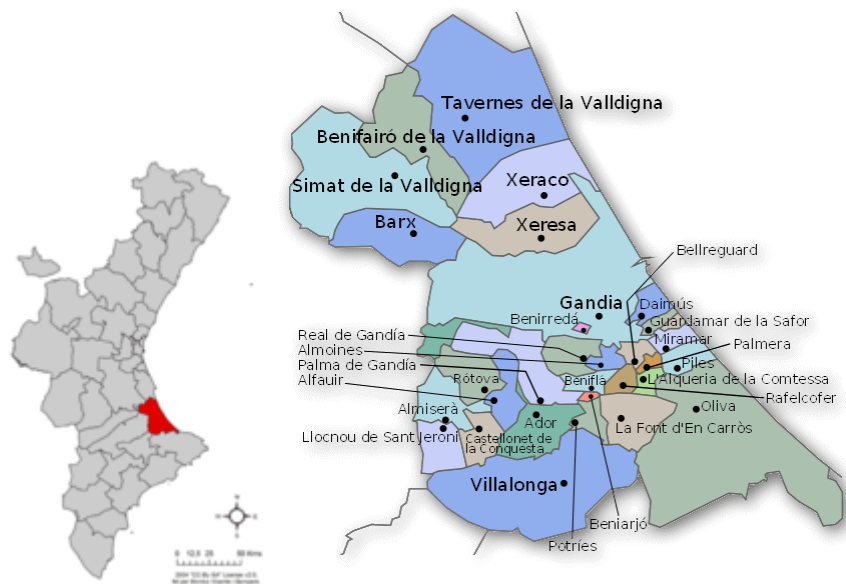 Tavernes de la Valldigna
Benifairó de la Valldigna
Simat de la Valldigna
Xeraco
Barx
Xeresa
Bellreguard
Gandia
Daimús
Benirredá
Guardamar de la Safor
Real de Gandía
Miramar
Palmera
Almoines
Piles
Palma de Gandía
Alfauir
Rótova
Beniflá
L'Alqueria de la Comtessa
Rafelcofer
Almiserà
Ador
Oliva
La Font d'En Carròs
Llocnou de Sant Jeroni
Castellonet de
la Conquesta
Villalonga
Beniarjó
Potríes
N
0 12,5 25 50 Kms